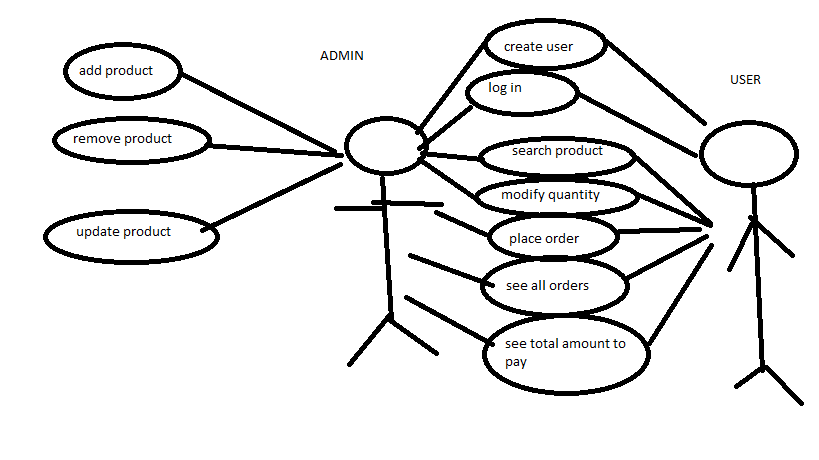 ADMIN
USER
add product
remove product
update product
create user
log in
search product
modify quantity
place order
see all orders
see total amount to
pay